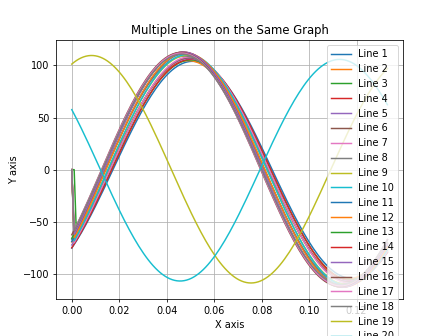 Multiple Lines on the Same Graph
Y axis
100
50
0
−50
−100
0.00
0.02
0.04
0.06
0.08
0.10
X axis
Line 1
Line 2
Line 3
Line 4
Line 5
Line 6
Line 7
Line 8
Line 9
Line 10
Line 11
Line 12
Line 13
Line 14
Line 15
Line 16
Line 17
Line 18
Line 19
Line 20